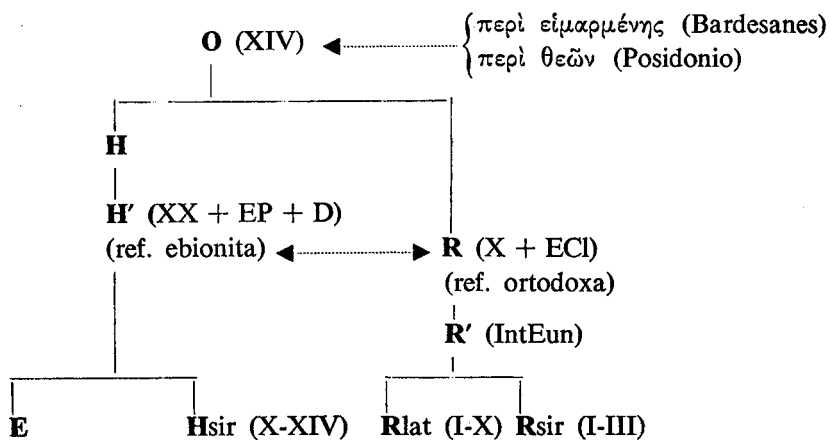 O (XIV)
περὶ εἱμαρμένης (Bardesanes)
περὶ θεῶν (Posidonio)
H
H′ (XX + EP + D)
(ref. ebionita)
R (X + ECl)
(ref. ortodoxa)
R′ (IntEun)
E Hsir (X-XIV) Rlat (I-X) Rsir (I-III)